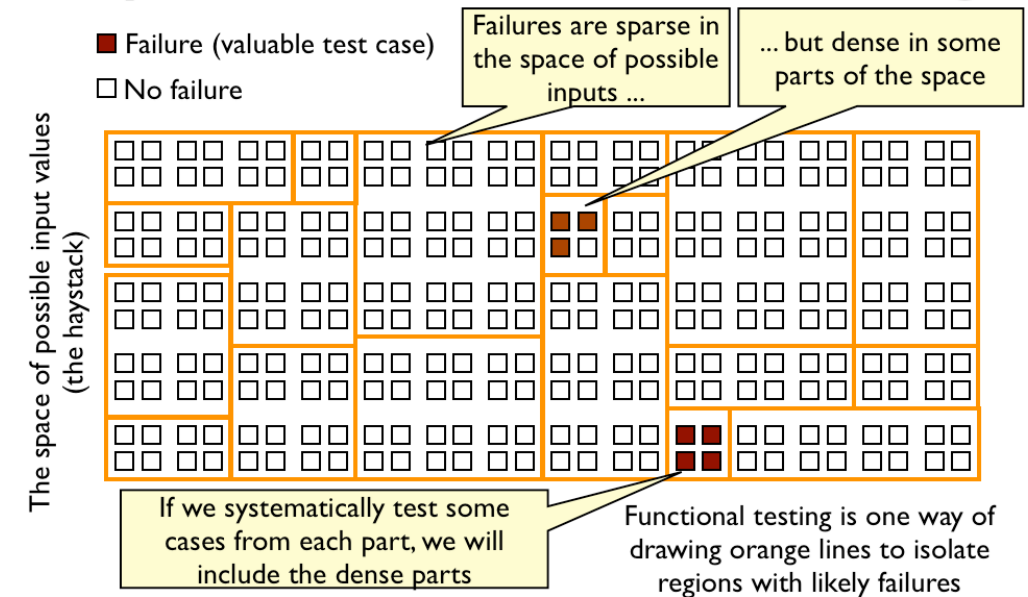 Failure (valuable test case)
No failure
Failures are sparse in
the space of possible
inputs ...
... but dense in some
parts of the space
The space of possible input values
(the haystack)
If we systematically test some
cases from each part, we will
include the dense parts
Functional testing is one way of
drawing orange lines to isolate
regions with likely failures